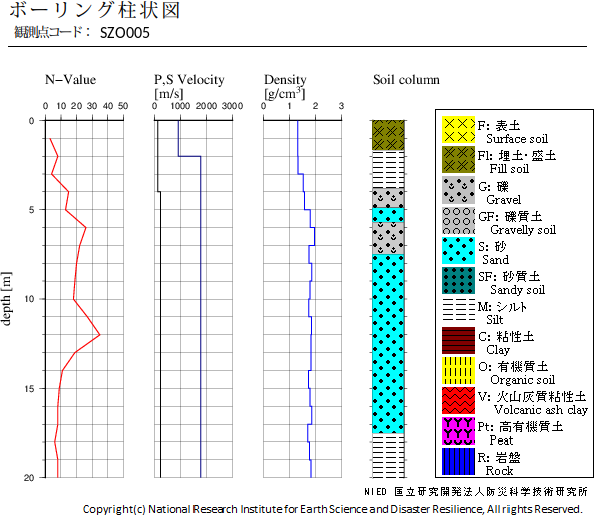 ボーリング柱状図
観測点コード： SZO005
N−Value
P,S Velocity
[m/s]
Density
[g/cm³]
Soil column
0 10 20 30 40 50
0 1000 2000 3000
0 1 2 3
0
5
10
15
20
depth [m]
F: 表土
Surface soil
Fl: 埋土・盛土
Fill soil
G: 礫
Gravel
GF: 礫質土
Gravelly soil
S: 砂
Sand
SF: 砂質土
Sandy soil
M: シルト
Silt
C: 粘性土
Clay
O: 有機質土
Organic soil
V: 火山灰質粘性土
Volcanic ash clay
Pt: 高有機質土
Peat
R: 岩盤
Rock
NIED 国立研究開発法人防災科学技術研究所
Copyright(c) National Research Institute for Earth Science and Disaster Resilience, All rights Reserved.